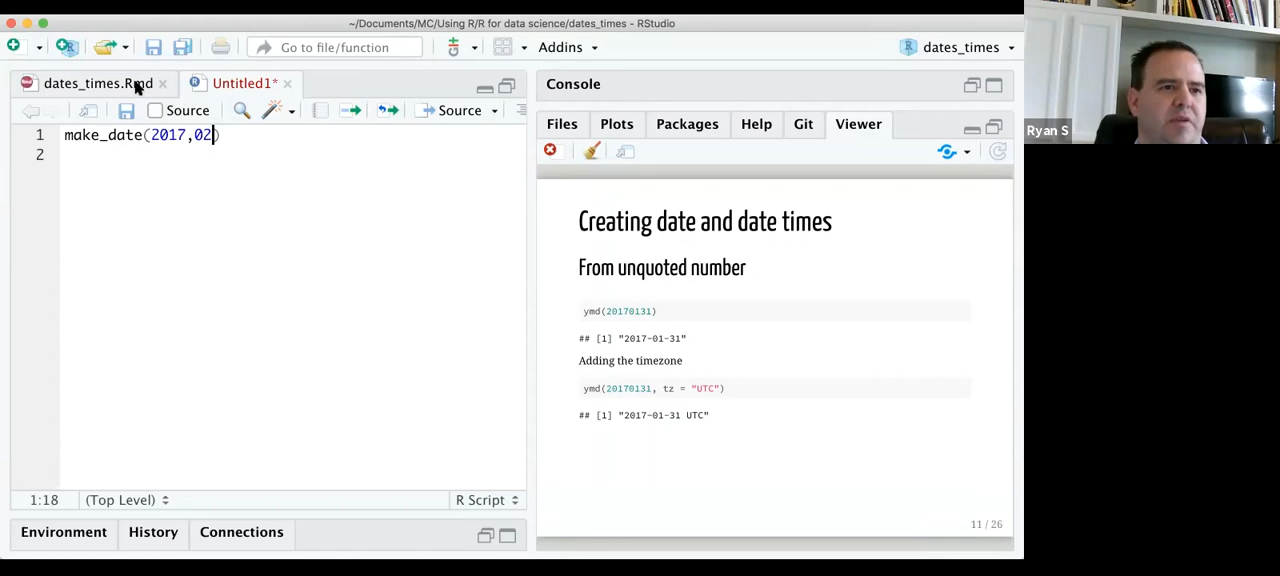 ~/Documents/MC/Using R/R for data science/dates_times - RStudio
Go to file/function
Addins
dates_times
dates_times.Rmd
Untitled1*
Source
Source
1 make_date(2017,02)
2
1:18 (Top Level) R Script
Environment History Connections
Console
Files Plots Packages Help Git Viewer
Creating date and date times
From unquoted number
ymd(20170131)
## [1] "2017-01-31"
Adding the timezone
ymd(20170131, tz = "UTC")
## [1] "2017-01-31 UTC"
11 / 26
Ryan S